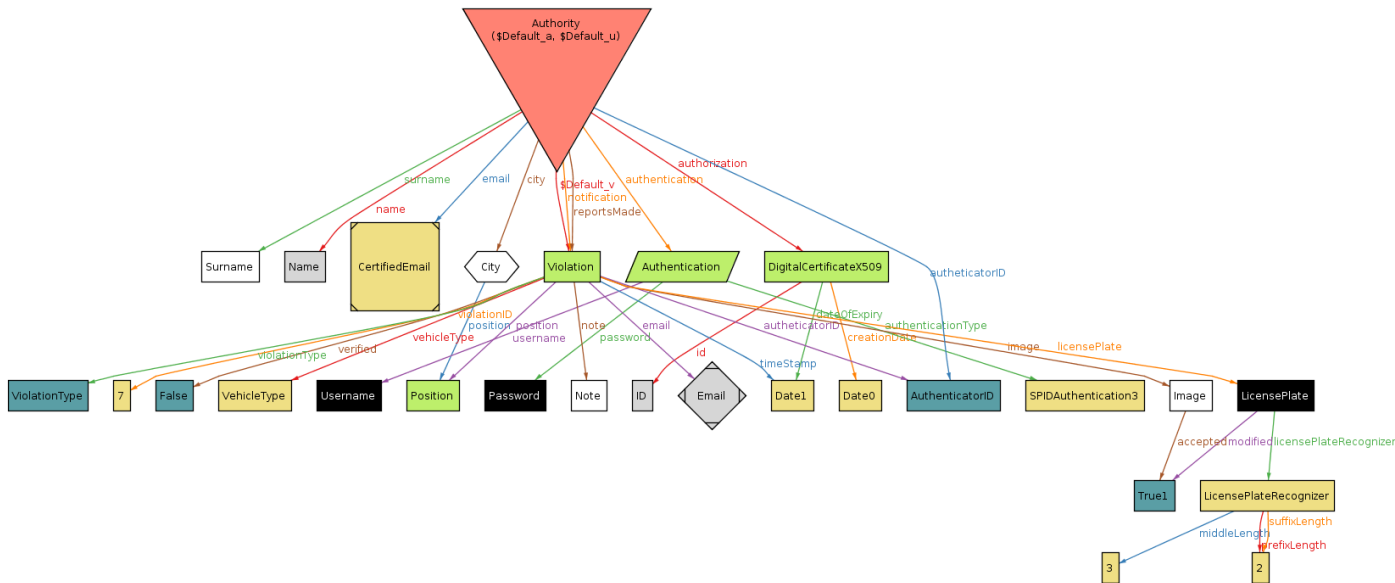 Authority
($Default_a, $Default_u)
authorization
surname
email
city
authentication
$Default_v
notification
name
reportsMade
Surname
Name
CertifiedEmail
City
Violation
Authentication
DigitalCertificateX509
autheticatorID
violationID
dateOfExpiry
position
position
note
email
autheticatorID
authenticationType
vehicleType
username
password
creationDate
verified
image
licensePlate
violationType
id
timeStamp
ViolationType
7
False
VehicleType
Username
Position
Password
Note
ID
Email
Date1
Date0
AuthenticatorID
SPIDAuthentication3
Image
LicensePlate
accepted
modified
licensePlateRecognizer
True1
LicensePlateRecognizer
suffixLength
middleLength
prefixLength
3
2